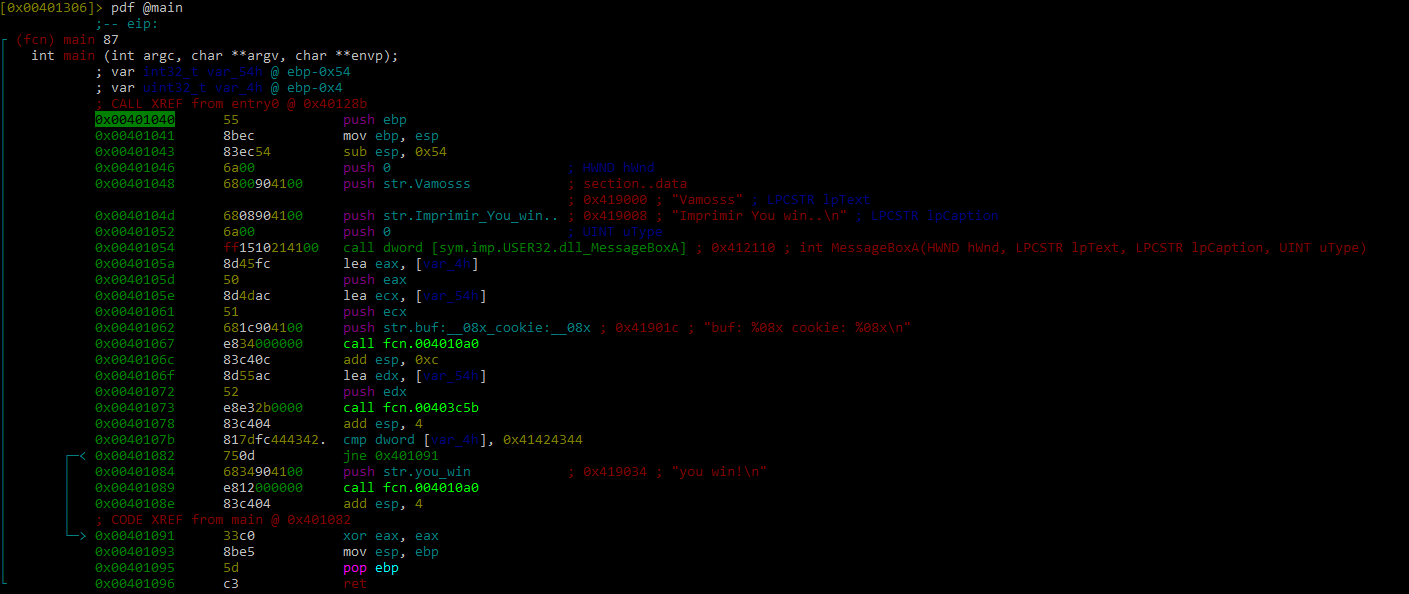 [0x00401306]> pdf @main
;-- eip:
(fcn) main 87
int main (int argc, char **argv, char **envp);
; var int32_t var_54h @ ebp-0x54
; var uint32_t var_4h @ ebp-0x4
; CALL XREF from entry0 @ 0x40128b
0x00401040 55 push ebp
0x00401041 8bec mov ebp, esp
0x00401043 83ec54 sub esp, 0x54
0x00401046 6a00 push 0 ; HWND hWnd
0x00401048 6800904100 push str.Vamosss ; section..data
; 0x419000 ; "Vamosss" ; LPCSTR lpText
0x0040104d 6808904100 push str.Imprimir_You_win.. ; 0x419008 ; "Imprimir You win..\n" ; LPCSTR lpCaption
0x00401052 6a00 push 0 ; UINT uType
0x00401054 ff1510214100 call dword [sym.imp.USER32.dll_MessageBoxA] ; 0x412110 ; int MessageBoxA(HWND hWnd, LPCSTR lpText, LPCSTR lpCaption, UINT uType)
0x0040105a 8d45fc lea eax, [var_4h]
0x0040105d 50 push eax
0x0040105e 8d4dac lea ecx, [var_54h]
0x00401061 51 push ecx
0x00401062 681c904100 push str.buf:__08x_cookie:__08x ; 0x41901c ; "buf: %08x cookie: %08x\n"
0x00401067 e834000000 call fcn.004010a0
0x0040106c 83c40c add esp, 0xc
0x0040106f 8d55ac lea edx, [var_54h]
0x00401072 52 push edx
0x00401073 e8e32b0000 call fcn.00403c5b
0x00401078 83c404 add esp, 4
0x0040107b 817dfc444342. cmp dword [var_4h], 0x41424344
0x00401082 750d jne 0x401091
0x00401084 6834904100 push str.you_win ; 0x419034 ; "you win!\n"
0x00401089 e812000000 call fcn.004010a0
0x0040108e 83c404 add esp, 4
; CODE XREF from main @ 0x401082
0x00401091 33c0 xor eax, eax
0x00401093 8be5 mov esp, ebp
0x00401095 5d pop ebp
0x00401096 c3 ret